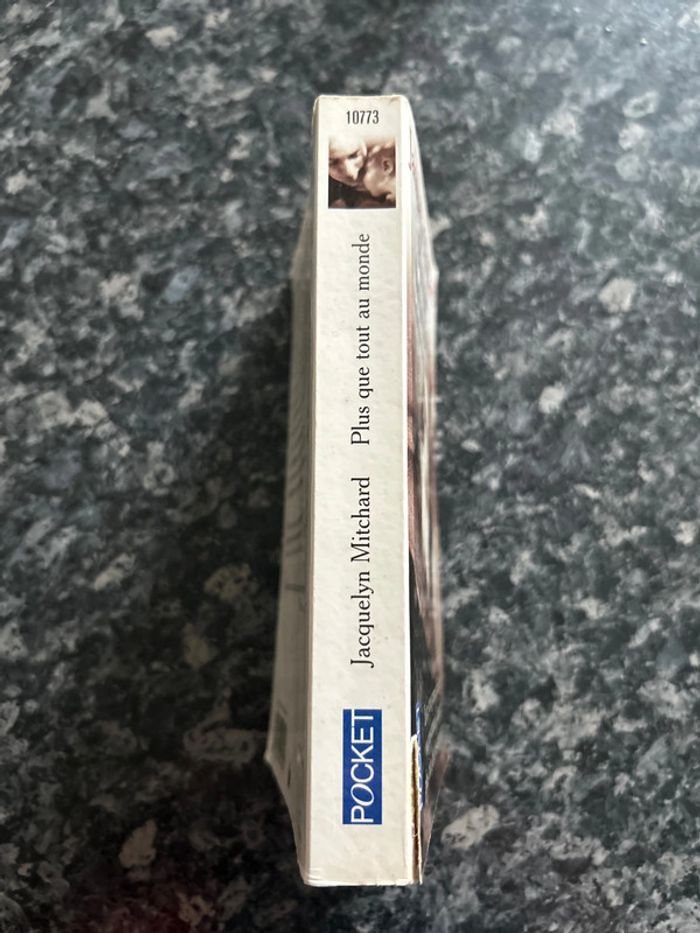 10773
Jacquelyn Mitchard Plus que tout au monde
POCKET